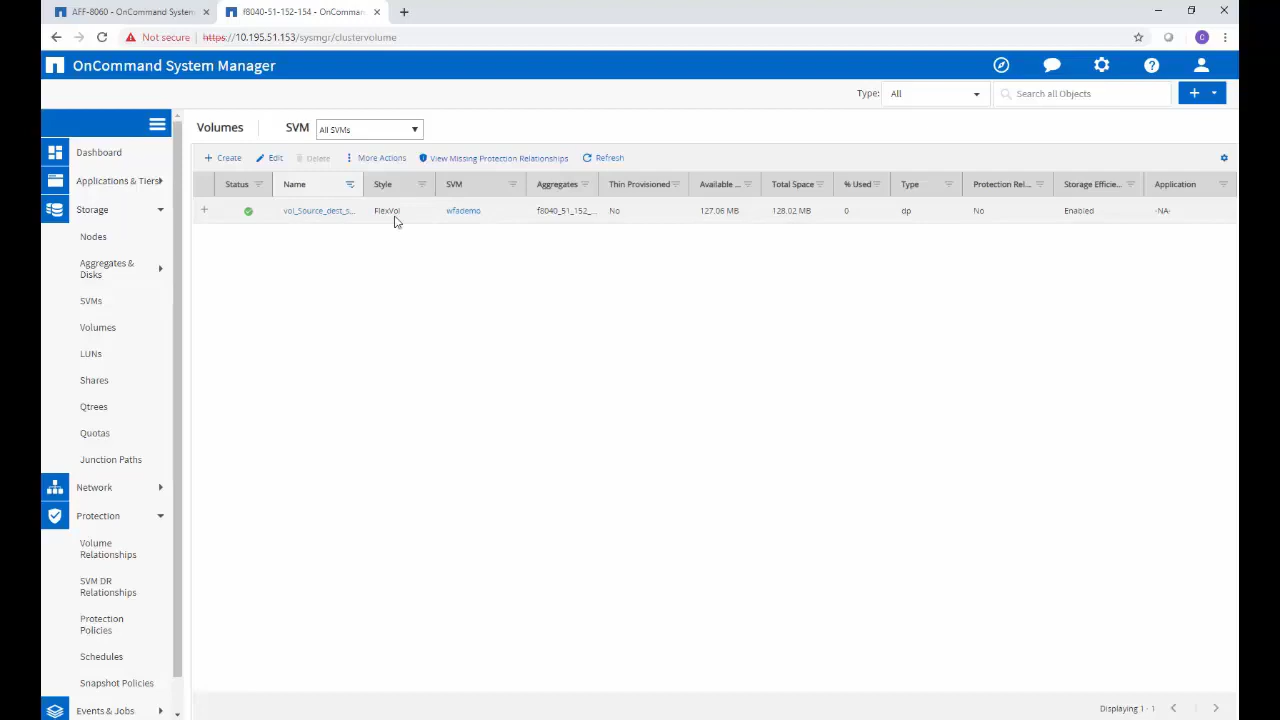 AFF-8060 - OnCommand System
f8040-51-152-154 - OnComman
Not secure https://10.195.51.153/sysmgr/clustervolume
C
OnCommand System Manager
Type: All Search all Objects
Volumes SVM All SVMs
Create Edit Delete More Actions View Missing Protection Relationships Refresh
Status Name Style SVM Aggregates Thin Provisioned Available ... Total Space % Used Type Protection Rel... Storage Efficie... Application
vol_Source_dest_s... FlexVol wfademo f8040_51_152_... No 127.06 MB 128.02 MB 0 dp No Enabled -NA-
Dashboard
Applications & Tiers
Storage
Nodes
Aggregates &
Disks
SVMs
Volumes
LUNs
Shares
Qtrees
Quotas
Junction Paths
Network
Protection
Volume
Relationships
SVM DR
Relationships
Protection
Policies
Schedules
Snapshot Policies
Events & Jobs
Displaying 1 - 1